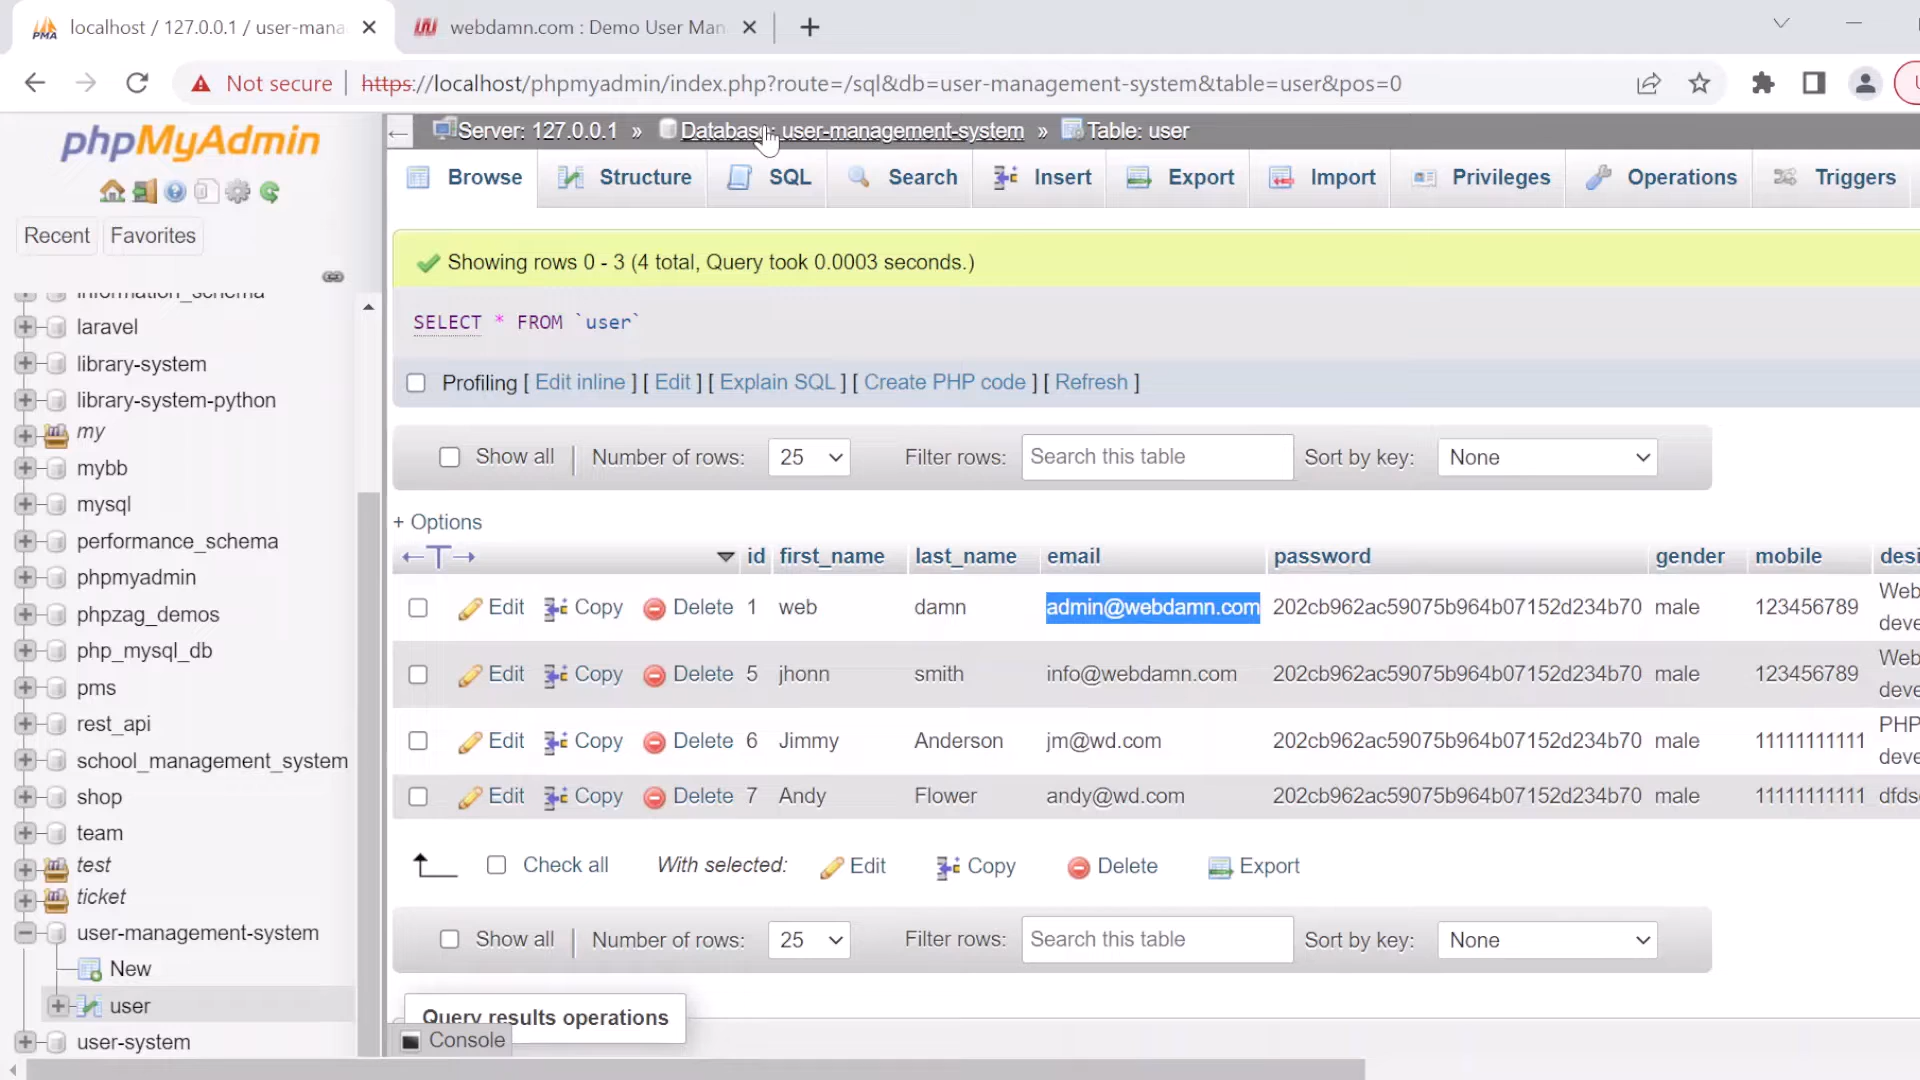 localhost / 127.0.0.1 / user-mana
webdamn.com : Demo User Man
Not secure
https://localhost/phpmyadmin/index.php?route=/sql&db=user-management-system&table=user&pos=0
phpMyAdmin
Recent
Favorites
information_schema
laravel
library-system
library-system-python
my
mybb
mysql
performance_schema
phpmyadmin
phpzag_demos
php_mysql_db
pms
rest_api
school_management_system
shop
team
test
ticket
user-management-system
New
user
user-system
Server: 127.0.0.1 » Database: user-management-system » Table: user
Browse Structure SQL Search Insert Export Import Privileges Operations Triggers
Showing rows 0 - 3 (4 total, Query took 0.0003 seconds.)
SELECT * FROM `user`
Profiling [ Edit inline ] [ Edit ] [ Explain SQL ] [ Create PHP code ] [ Refresh ]
Show all | Number of rows: 25 Filter rows: Search this table Sort by key: None
+ Options
id first_name last_name email password gender mobile desi
Edit Copy Delete 1 web damn admin@webdamn.com 202cb962ac59075b964b07152d234b70 male 123456789 Web
deve
Edit Copy Delete 5 jhonn smith info@webdamn.com 202cb962ac59075b964b07152d234b70 male 123456789 Web
deve
Edit Copy Delete 6 Jimmy Anderson jm@wd.com 202cb962ac59075b964b07152d234b70 male 11111111111 PHP
deve
Edit Copy Delete 7 Andy Flower andy@wd.com 202cb962ac59075b964b07152d234b70 male 11111111111 dfds
Check all With selected: Edit Copy Delete Export
Show all | Number of rows: 25 Filter rows: Search this table Sort by key: None
Query results operations
Console